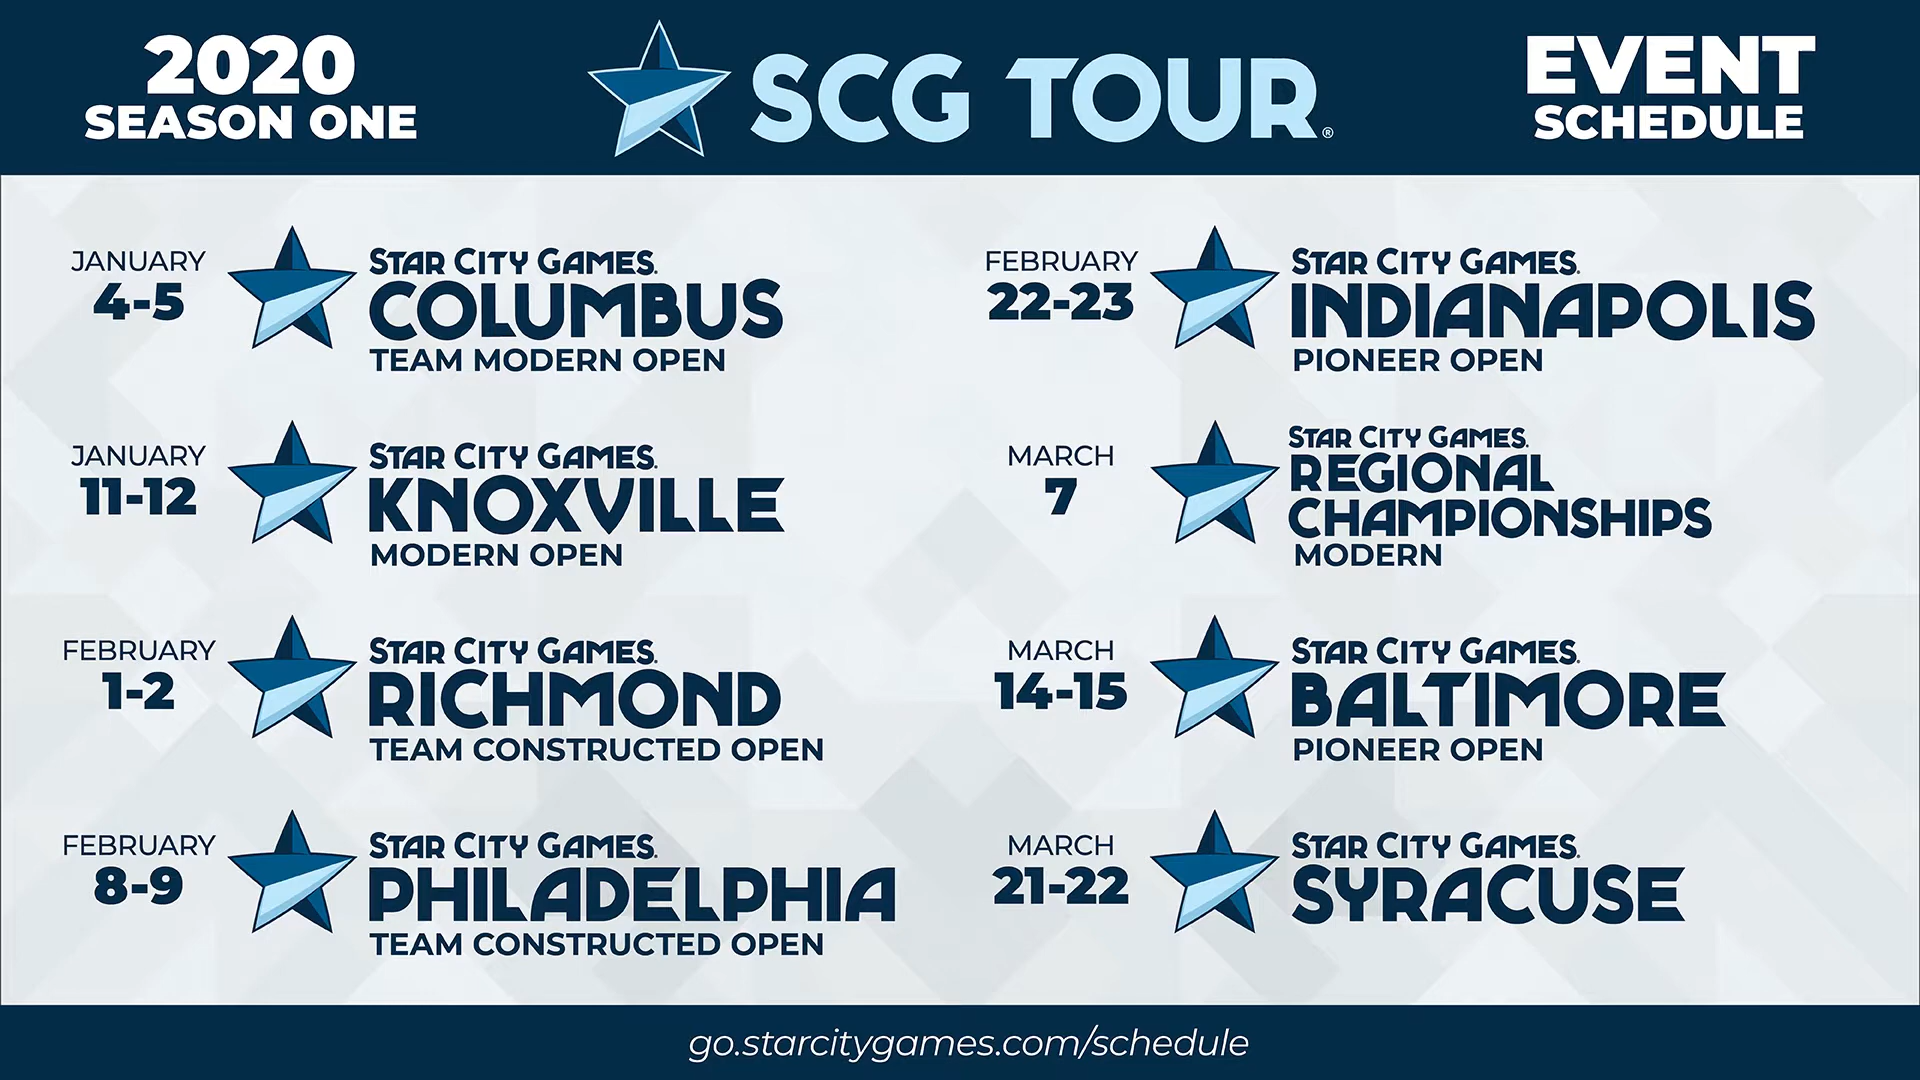 2020
SEASON ONE
SCG TOUR®
EVENT
SCHEDULE
JANUARY
4-5
STAR CITY GAMES.
COLUMBUS
TEAM MODERN OPEN
JANUARY
11-12
STAR CITY GAMES.
KNOXVILLE
MODERN OPEN
FEBRUARY
1-2
STAR CITY GAMES.
RICHMOND
TEAM CONSTRUCTED OPEN
FEBRUARY
8-9
STAR CITY GAMES.
PHILADELPHIA
TEAM CONSTRUCTED OPEN
FEBRUARY
22-23
STAR CITY GAMES.
INDIANAPOLIS
PIONEER OPEN
MARCH
7
STAR CITY GAMES.
REGIONAL
CHAMPIONSHIPS
MODERN
MARCH
14-15
STAR CITY GAMES.
BALTIMORE
PIONEER OPEN
MARCH
21-22
STAR CITY GAMES.
SYRACUSE
go.starcitygames.com/schedule